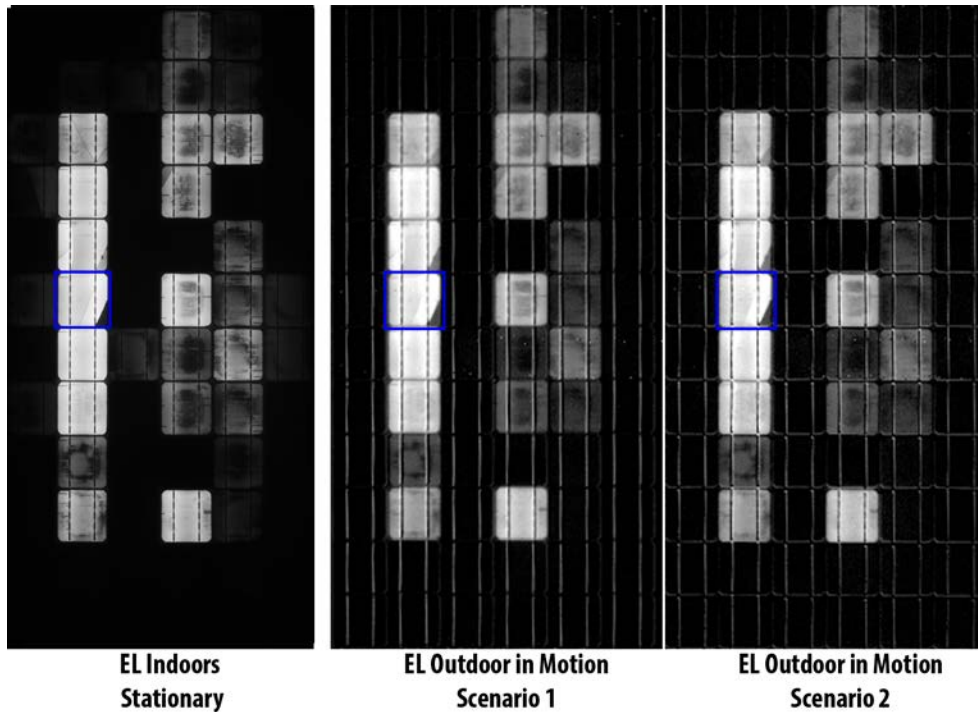 EL Indoors
Stationary
EL Outdoor in Motion
Scenario 1
EL Outdoor in Motion
Scenario 2